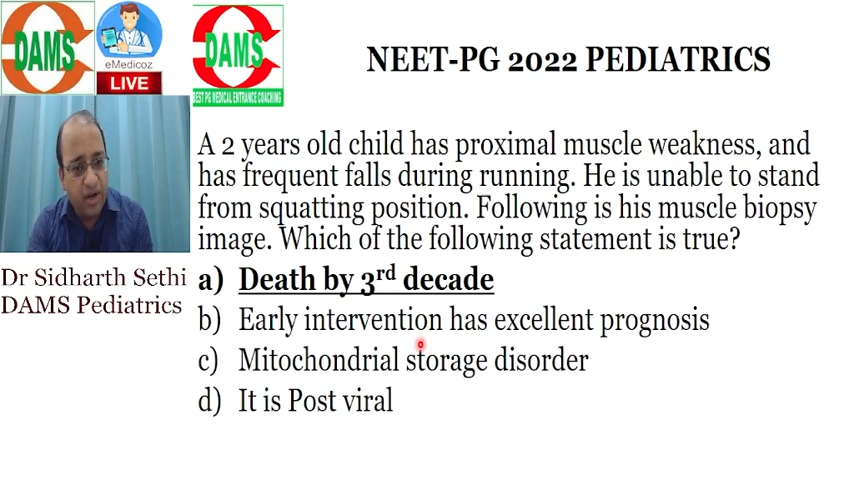 DAMS
eMedicoz
LIVE
DAMS
BEST PG MEDICAL ENTRANCE COACHING
NEET-PG 2022 PEDIATRICS
A 2 years old child has proximal muscle weakness, and
has frequent falls during running. He is unable to stand
from squatting position. Following is his muscle biopsy
image. Which of the following statement is true?
a) Death by 3rd decade
b) Early intervention has excellent prognosis
c) Mitochondrial storage disorder
d) It is Post viral
Dr Sidharth Sethi
DAMS Pediatrics